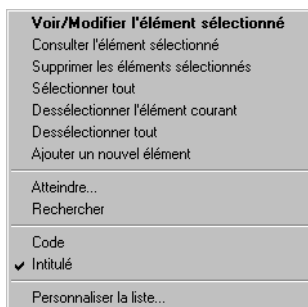 Voir/Modifier l'élément sélectionné
Consulter l'élément sélectionné
Supprimer les éléments sélectionnés
Sélectionner tout
Dessélectionner l'élément courant
Dessélectionner tout
Ajouter un nouvel élément
Atteindre...
Rechercher
Code
Intitulé
Personnaliser la liste...